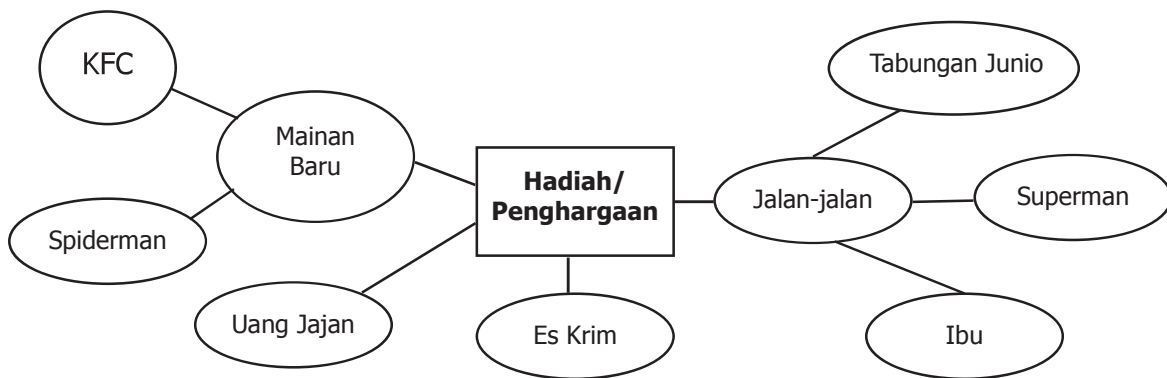 KFC
Tabungan Junio
Mainan
Baru
Hadiah/
Penghargaan
Jalan-jalan
Superman
Spiderman
Uang Jajan
Es Krim
Ibu